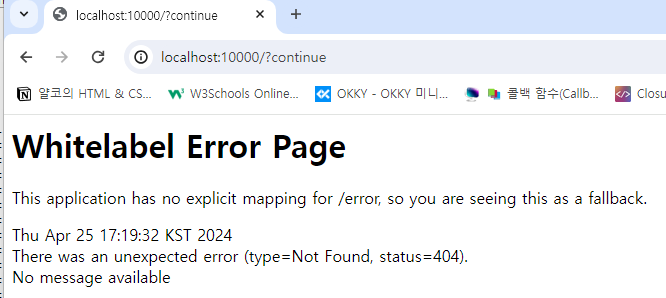 localhost:10000/?continue
localhost:10000/?continue
얄코의 HTML & CS... W3Schools Online... OKKY - OKKY 미니... 콜백 함수(Callb... Closu
Whitelabel Error Page
This application has no explicit mapping for /error, so you are seeing this as a fallback.
Thu Apr 25 17:19:32 KST 2024
There was an unexpected error (type=Not Found, status=404).
No message available